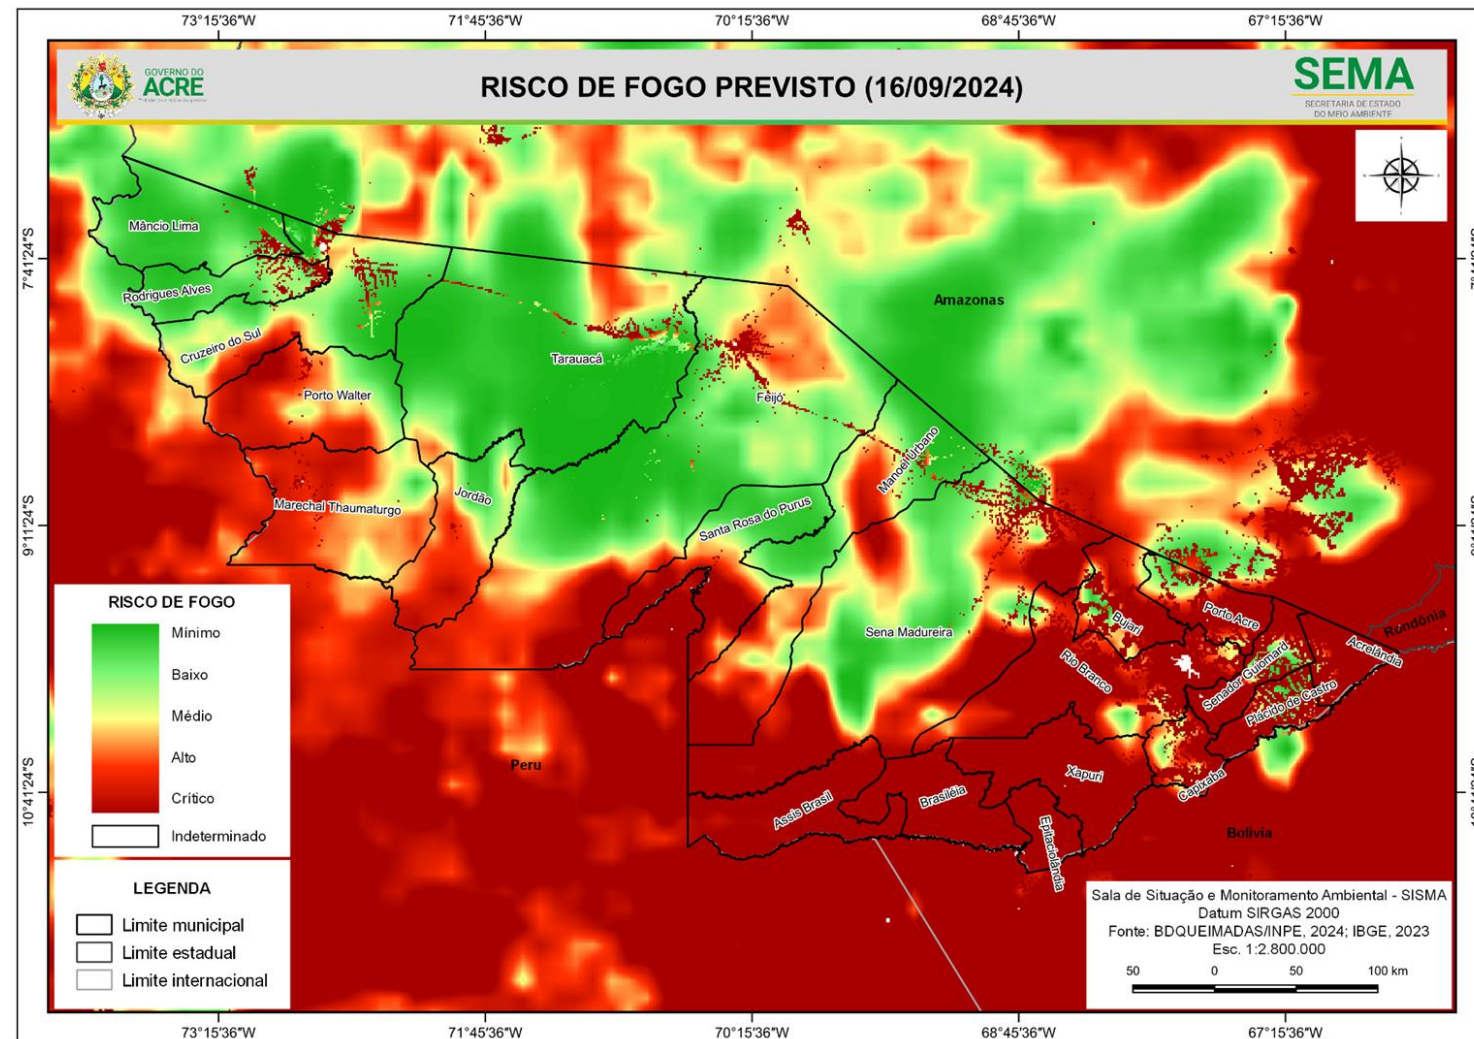 73°15'36"W
71°45'36"W
70°15'36"W
68°45'36"W
67°15'36"W
GOVERNO DO
ACRE
RISCO DE FOGO PREVISTO (16/09/2024)
SEMA
SECRETARIA DE ESTADO
DO MEIO AMBIENTE
Mâncio Lima
7°41'24"S
Rodrigues Alves
Amazonas
Cruzeiro do Sul
Tarauacá
Porto Walter
Feijó
Manoel Urbano
Jordão
Marechal Thaumaturgo
Santa Rosa do Purus
9°11'24"S
RISCO DE FOGO
Mínimo
Baixo
Médio
Alto
Crítico
Indeterminado
Sena Madureira
Bujari
Porto Acre
Rondônia
Acrelândia
Rio Branco
Senador Guiomard
Plácido de Castro
Peru
Xapuri
Capixaba
10°41'24"S
Assis Brasil
Brasiléia
Epitaciolândia
Bolívia
LEGENDA
Limite municipal
Limite estadual
Limite internacional
Sala de Situação e Monitoramento Ambiental - SISMA
Datum SIRGAS 2000
Fonte: BDQUEIMADAS/INPE, 2024; IBGE, 2023
Esc. 1:2.800.000
50 0 50 100 km
73°15'36"W
71°45'36"W
70°15'36"W
68°45'36"W
67°15'36"W